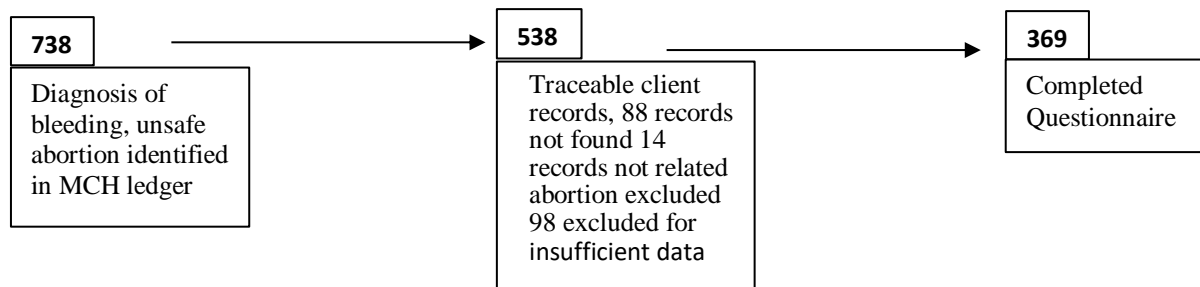 738
Diagnosis of
bleeding, unsafe
abortion identified
in MCH ledger
538
Traceable client
records, 88 records
not found 14
records not related
abortion excluded
98 excluded for
insufficient data
369
Completed
Questionnaire